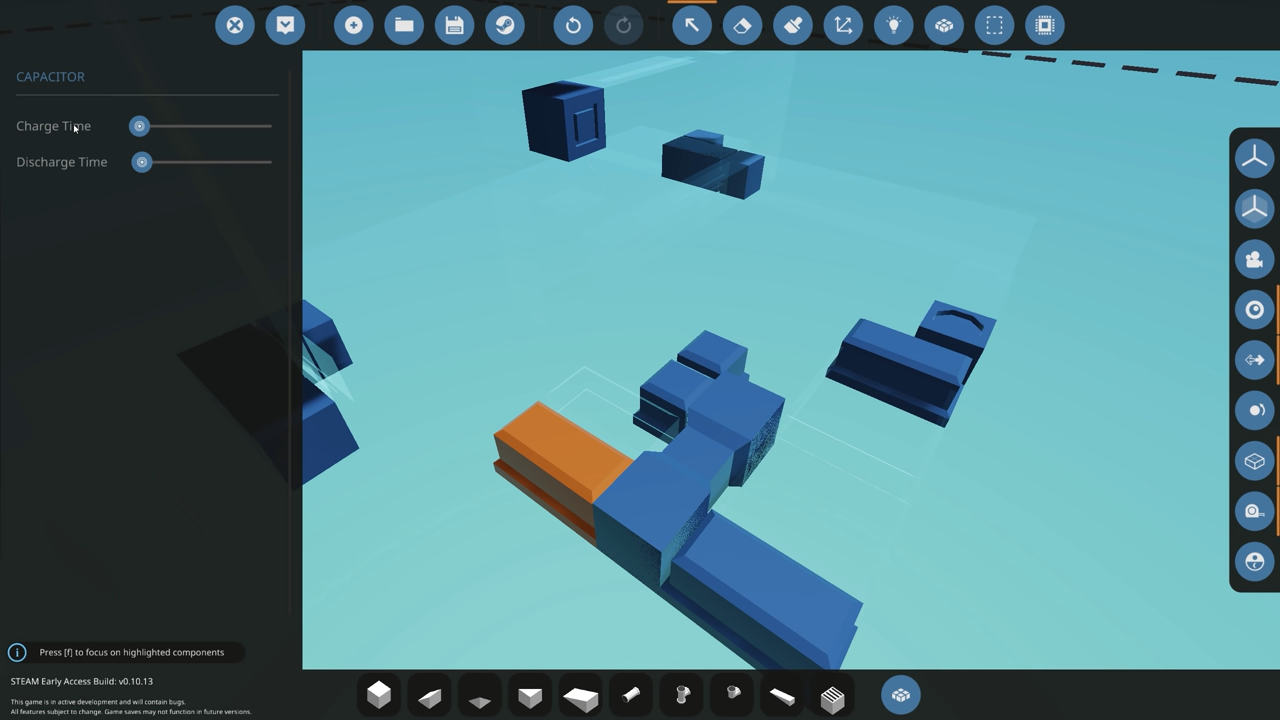 CAPACITOR
Charge Time
Discharge Time
Press [f] to focus on highlighted components
STEAM Early Access Build: v0.10.13
This game is in active development and will contain bugs.
All features subject to change. Game saves may not function in future versions.